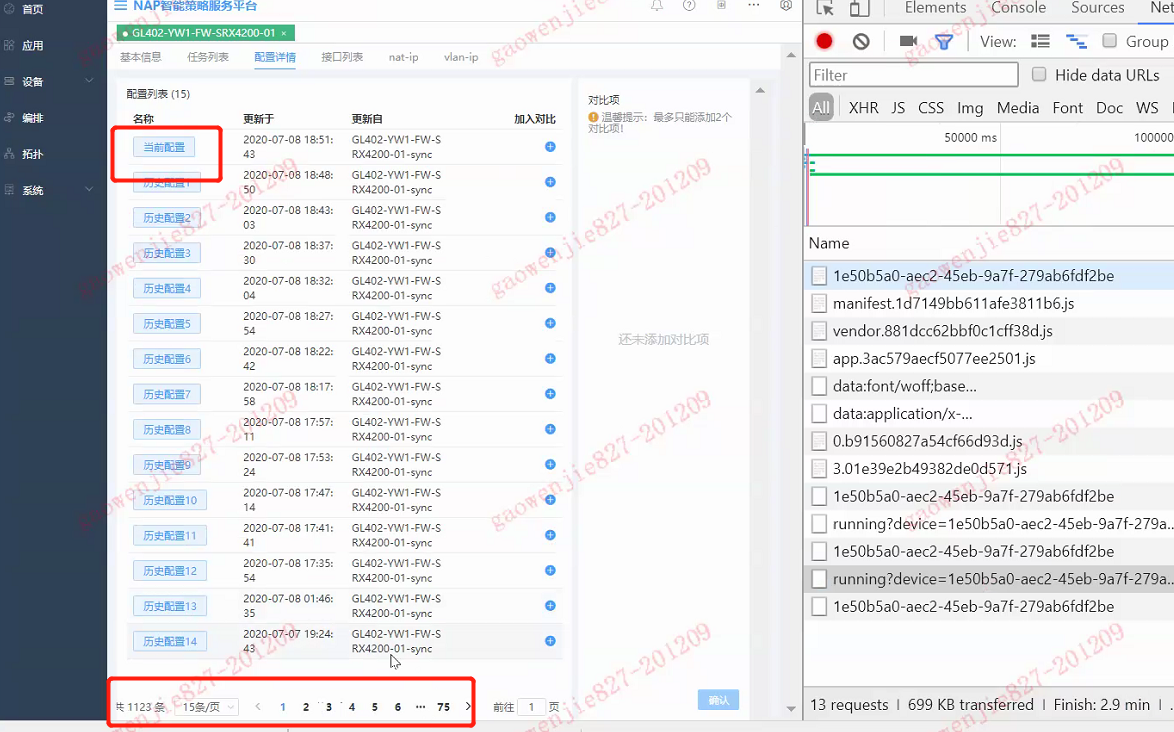 首页
应用
设备
编排
拓扑
系统
NAP智能策略服务平台
GL402-YW1-FW-SRX4200-01 ×
基本信息 任务列表 配置详情 接口列表 nat-ip vlan-ip
配置列表 (15)
名称 更新于 更新自 加入对比
当前配置 2020-07-08 18:51:43 GL402-YW1-FW-SRX4200-01-sync
历史配置1 2020-07-08 18:48:50 GL402-YW1-FW-SRX4200-01-sync
历史配置2 2020-07-08 18:43:03 GL402-YW1-FW-SRX4200-01-sync
历史配置3 2020-07-08 18:37:30 GL402-YW1-FW-SRX4200-01-sync
历史配置4 2020-07-08 18:32:04 GL402-YW1-FW-SRX4200-01-sync
历史配置5 2020-07-08 18:27:54 GL402-YW1-FW-SRX4200-01-sync
历史配置6 2020-07-08 18:22:42 GL402-YW1-FW-SRX4200-01-sync
历史配置7 2020-07-08 18:17:58 GL402-YW1-FW-SRX4200-01-sync
历史配置8 2020-07-08 17:57:11 GL402-YW1-FW-SRX4200-01-sync
历史配置9 2020-07-08 17:53:24 GL402-YW1-FW-SRX4200-01-sync
历史配置10 2020-07-08 17:47:14 GL402-YW1-FW-SRX4200-01-sync
历史配置11 2020-07-08 17:41:41 GL402-YW1-FW-SRX4200-01-sync
历史配置12 2020-07-08 17:35:54 GL402-YW1-FW-SRX4200-01-sync
历史配置13 2020-07-08 01:46:35 GL402-YW1-FW-SRX4200-01-sync
历史配置14 2020-07-07 19:24:43 GL402-YW1-FW-SRX4200-01-sync
共 1123 条 15条/页 < 1 2 3 4 5 6 ··· 75 > 前往 1 页
对比项
温馨提示：最多只能添加2个
对比项!
还未添加对比项
确认
Elements Console Sources Net
View: Group
Filter Hide data URLs
All XHR JS CSS Img Media Font Doc WS
50000 ms 100000
Name
1e50b5a0-aec2-45eb-9a7f-279ab6fdf2be
manifest.1d7149bb611afe3811b6.js
vendor.881dcc62bbf0c1cff38d.js
app.3ac579aecf5077ee2501.js
data:font/woff;base...
data:application/x-...
0.b91560827a54cf66d93d.js
3.01e39e2b49382de0d571.js
1e50b5a0-aec2-45eb-9a7f-279ab6fdf2be
running?device=1e50b5a0-aec2-45eb-9a7f-279a...
1e50b5a0-aec2-45eb-9a7f-279ab6fdf2be
running?device=1e50b5a0-aec2-45eb-9a7f-279a...
1e50b5a0-aec2-45eb-9a7f-279ab6fdf2be
13 requests | 699 KB transferred | Finish: 2.9 min |
gaowenjie827-201209